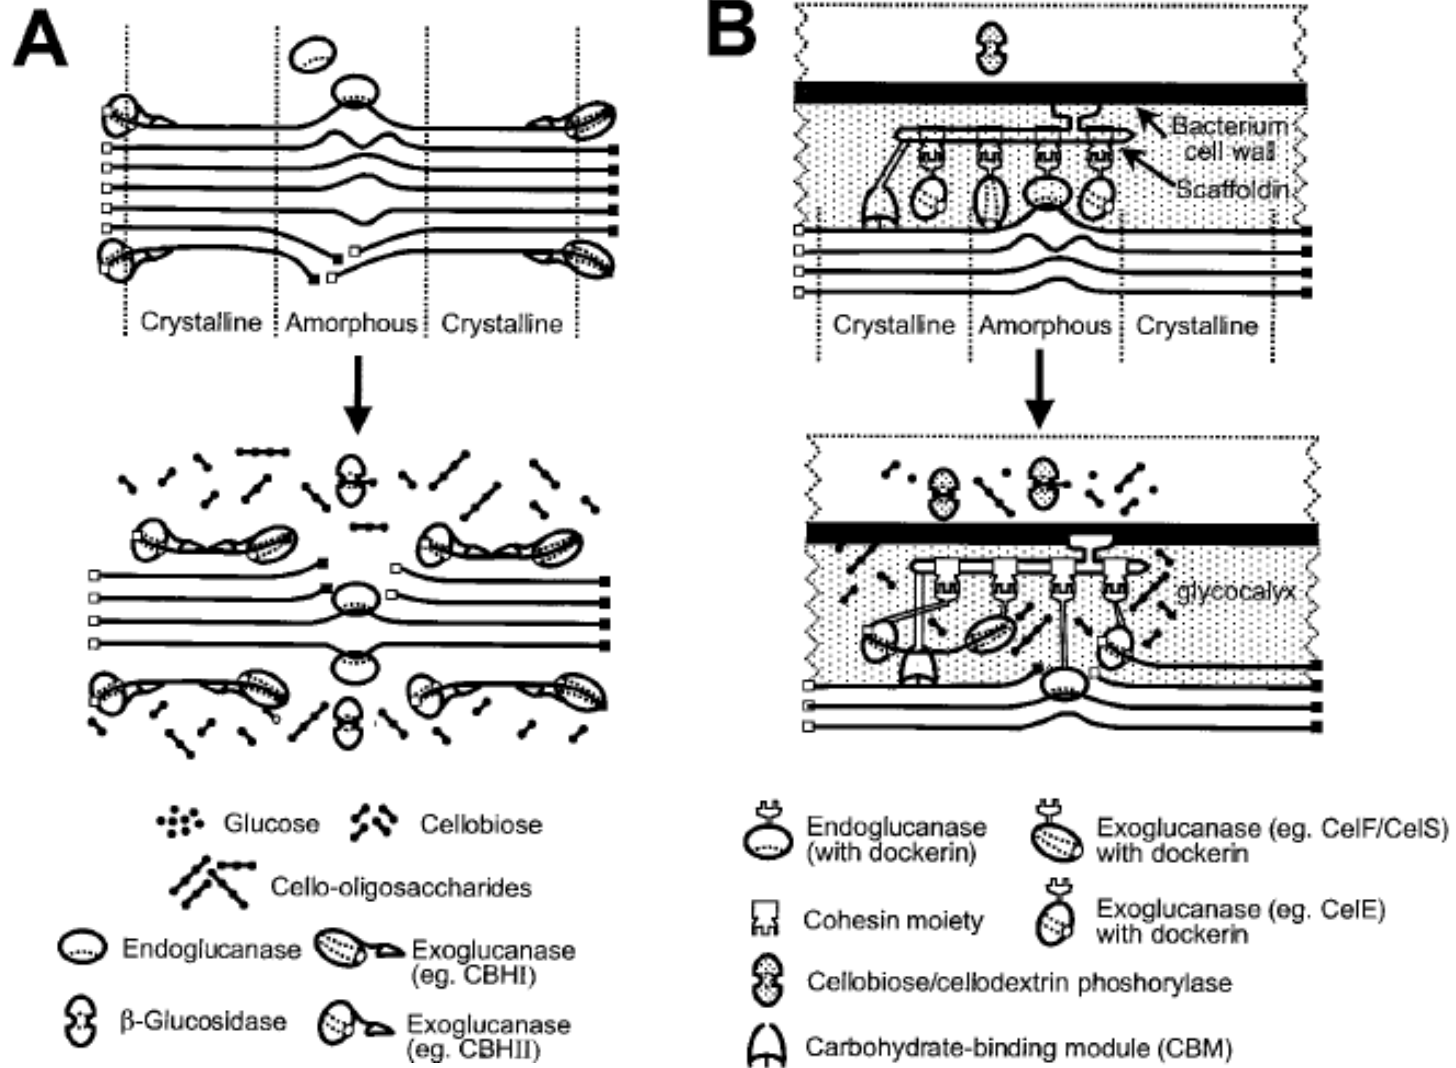 A
B
Bacterium
cell wall
Scaffoldin
Crystalline
Amorphous
Crystalline
Crystalline
Amorphous
Crystalline
glycocalyx
Glucose
Cellobiose
Cello-oligosaccharides
Endoglucanase
Exoglucanase
(eg. CBHI)
β-Glucosidase
Exoglucanase
(eg. CBHII)
Endoglucanase
(with dockerin)
Exoglucanase (eg. CelF/CelS)
with dockerin
Cohesin moiety
Exoglucanase (eg. CelE)
with dockerin
Cellobiose/cellodextrin phoshorylase
Carbohydrate-binding module (CBM)